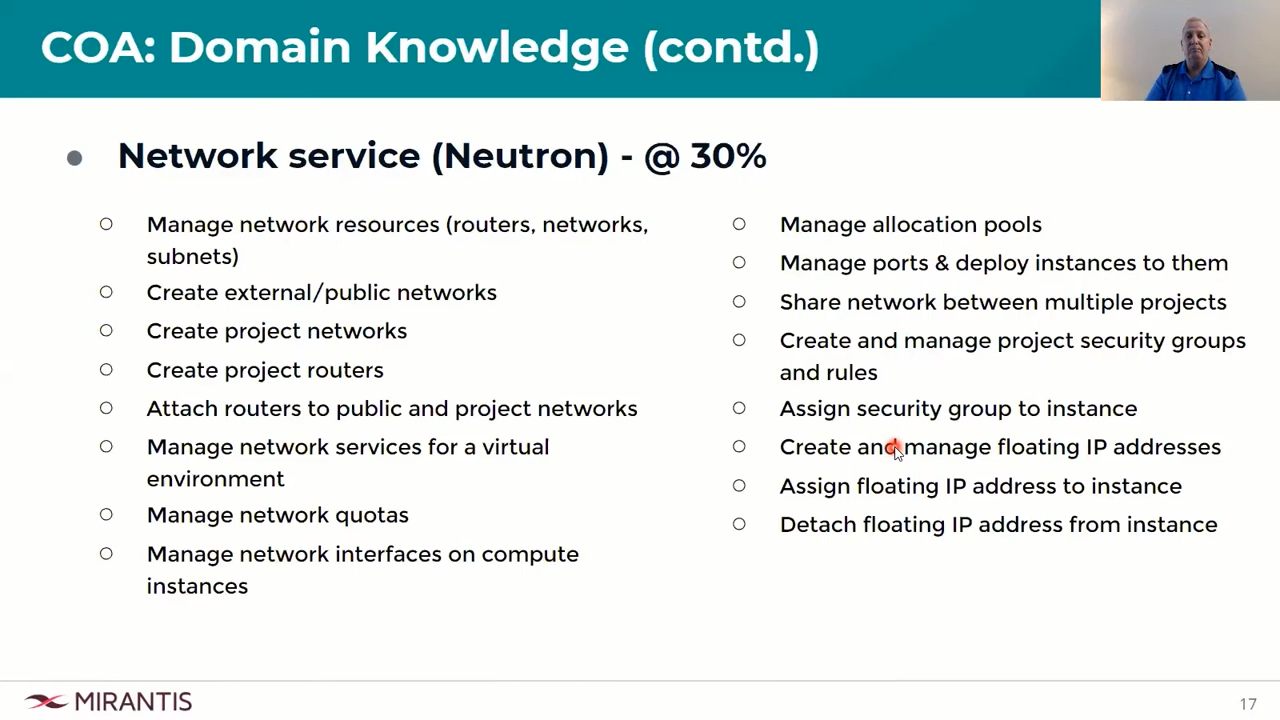 COA: Domain Knowledge (contd.)
● Network service (Neutron) - @ 30%
○ Manage network resources (routers, networks,
subnets)
○ Create external/public networks
○ Create project networks
○ Create project routers
○ Attach routers to public and project networks
○ Manage network services for a virtual
environment
○ Manage network quotas
○ Manage network interfaces on compute
instances
○ Manage allocation pools
○ Manage ports & deploy instances to them
○ Share network between multiple projects
○ Create and manage project security groups
and rules
○ Assign security group to instance
○ Create and manage floating IP addresses
○ Assign floating IP address to instance
○ Detach floating IP address from instance
MIRANTIS
17